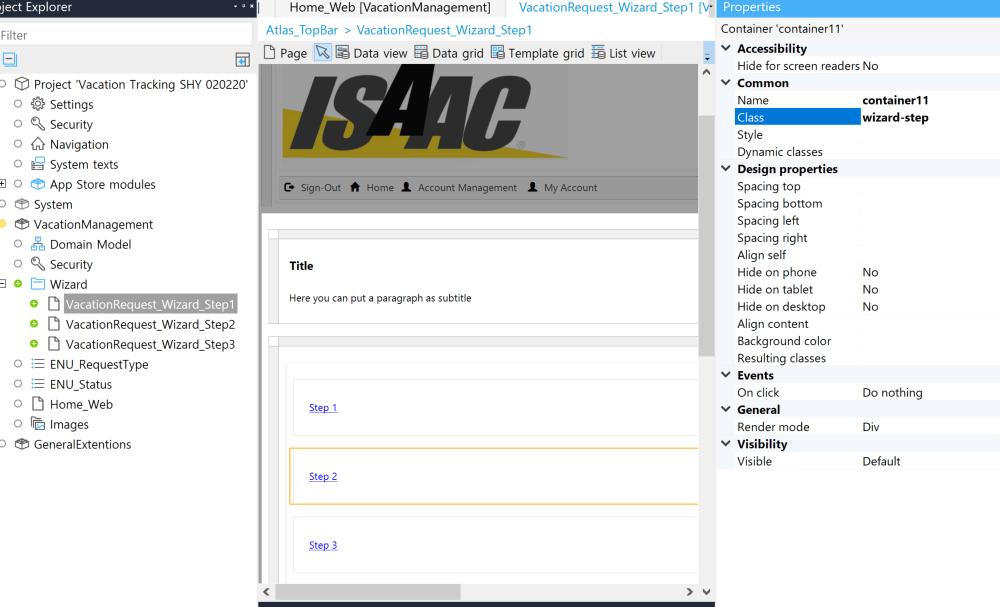 ject Explorer
Filter
Project 'Vacation Tracking SHY 020220'
Settings
Security
Navigation
System texts
App Store modules
System
VacationManagement
Domain Model
Security
Wizard
VacationRequest_Wizard_Step1
VacationRequest_Wizard_Step2
VacationRequest_Wizard_Step3
ENU_RequestType
ENU_Status
Home_Web
Images
GeneralExtentions
Home_Web [VacationManagement] VacationRequest_Wizard_Step1 [V
Atlas_TopBar > VacationRequest_Wizard_Step1
Page Data view Data grid Template grid List view
ISAAC®
Sign-Out Home Account Management My Account
Title
Here you can put a paragraph as subtitle
Step 1
Step 2
Step 3
Properties
Container 'container11'
Accessibility
Hide for screen readers No
Common
Name container11
Class wizard-step
Style
Dynamic classes
Design properties
Spacing top
Spacing bottom
Spacing left
Spacing right
Align self
Hide on phone No
Hide on tablet No
Hide on desktop No
Align content
Background color
Resulting classes
Events
On click Do nothing
General
Render mode Div
Visibility
Visible Default